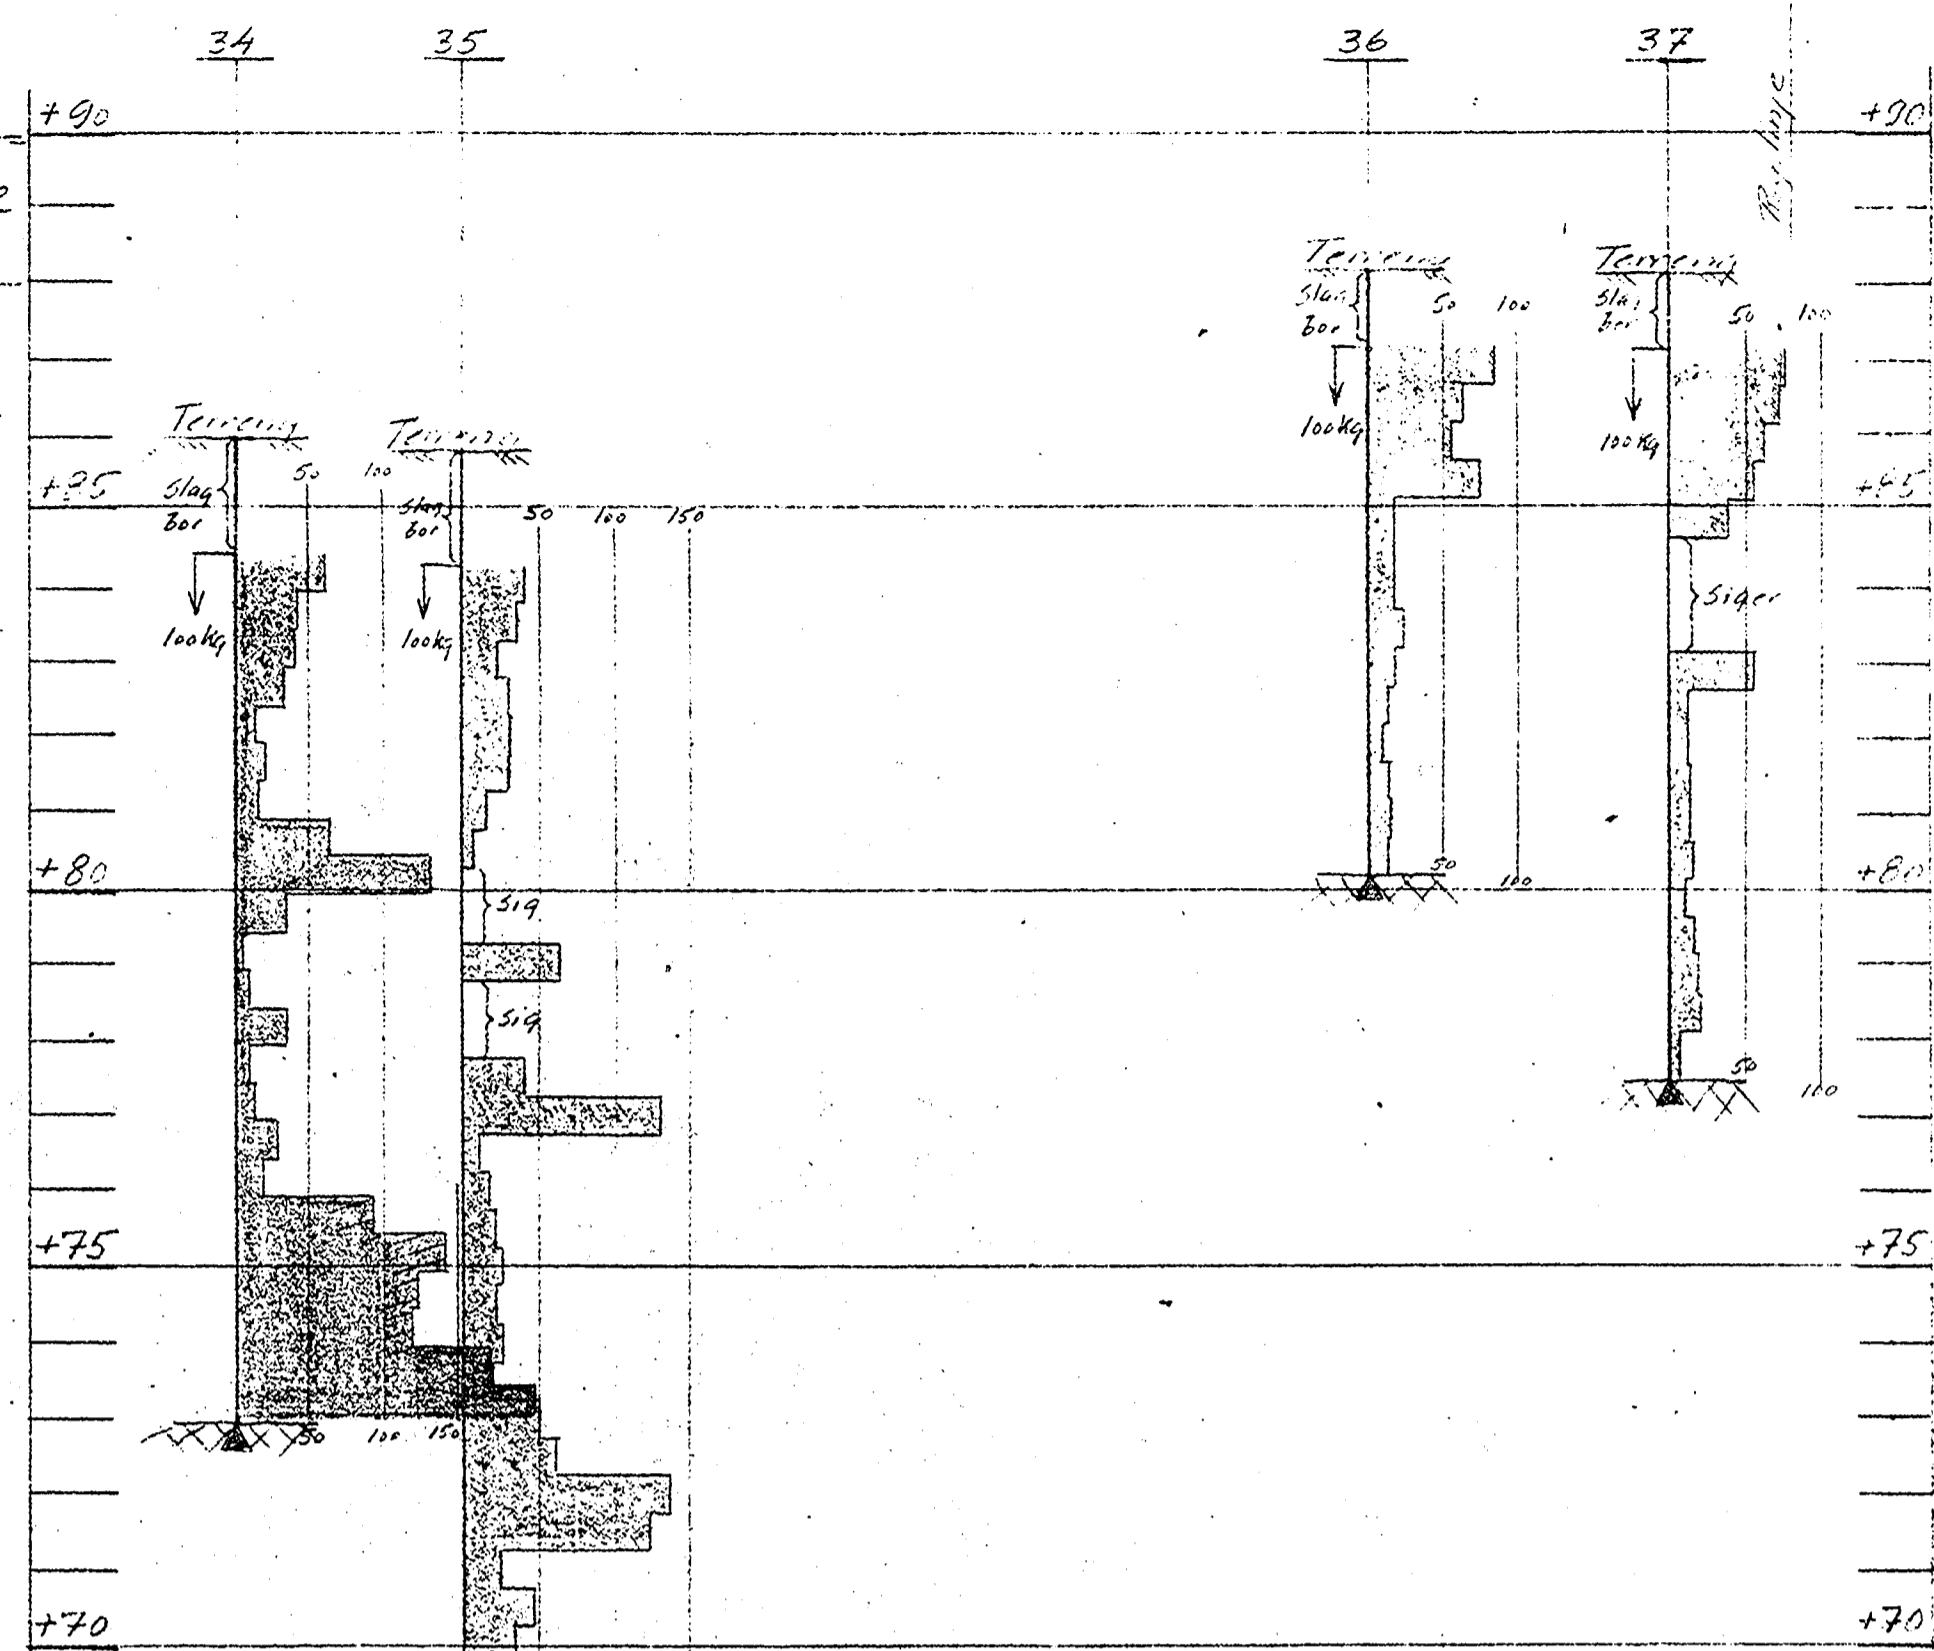 34 35 36 37
+90 +90
Terreng Terreng
Slag bor 50 100
Slag bor 50 100
100kg 100kg
Terreng Terreng
+85 +85
Slag bor 50 100
Slag bor 50 100 150
100kg 100kg
Siger
+80 +80
50 100
Sig
Sig
50 100
+75 +75
50 100 150
+70 +70